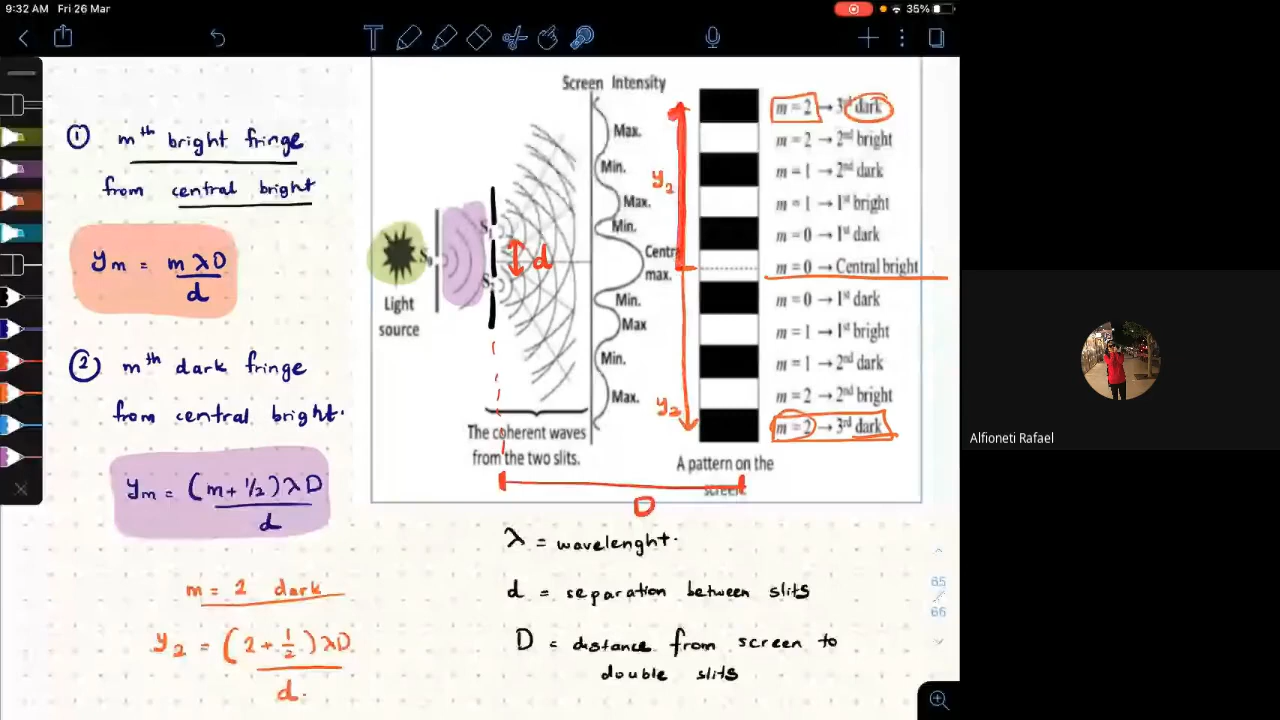 9:32 AM Fri 26 Mar
35%
① mth bright fringe
from central bright
ym = mλD
d
② mth dark fringe
from central bright.
ym = (m+1/2)λD
d
m = 2 dark
y2 = (2 + 1/2)λD
d.
Screen Intensity
Max.
Min.
Max.
Min.
Centr
max.
Min.
Max
Min.
Max.
S1
S0
S2
d
Light
source
The coherent waves
from the two slits.
y2
y2
A pattern on the
screen
D
m = 2 → 3rd dark
m = 2 → 2nd bright
m = 1 → 2nd dark
m = 1 → 1st bright
m = 0 → 1st dark
m = 0 → Central bright
m = 0 → 1st dark
m = 1 → 1st bright
m = 1 → 2nd dark
m = 2 → 2nd bright
m = 2 → 3rd dark
λ = wavelenght.
d = separation between slits
D = distance from screen to
double slits
65
66
Alfioneti Rafael